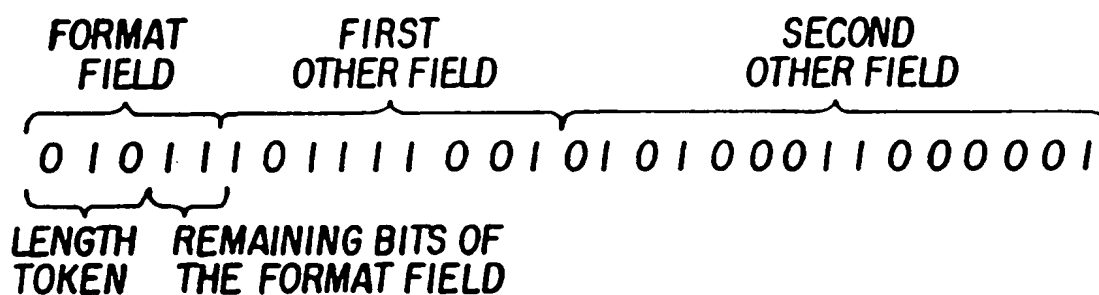 FORMAT FIELD
FIRST OTHER FIELD
SECOND OTHER FIELD
0 1 0 1 1 1 0 1 1 1 1 0 0 1 0 1 0 1 0 0 0 1 1 0 0 0 0 0 1
LENGTH TOKEN
REMAINING BITS OF
THE FORMAT FIELD